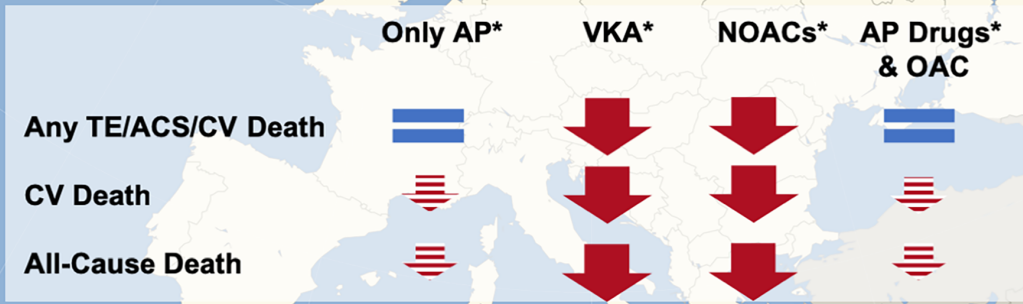 Only AP* VKA* NOACs* AP Drugs*
& OAC
Any TE/ACS/CV Death
CV Death
All-Cause Death